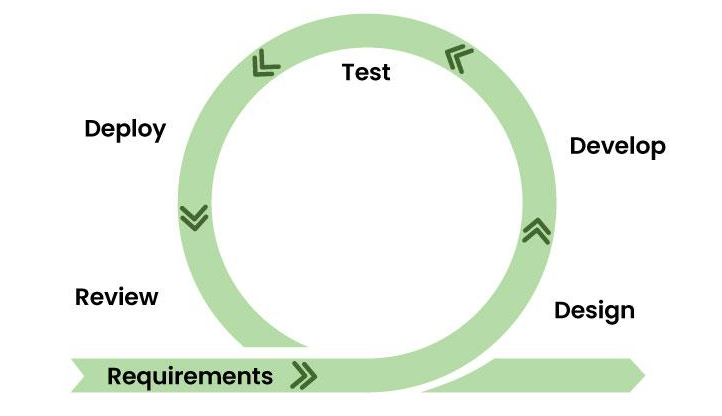 Test
Deploy
Develop
Review
Design
Requirements